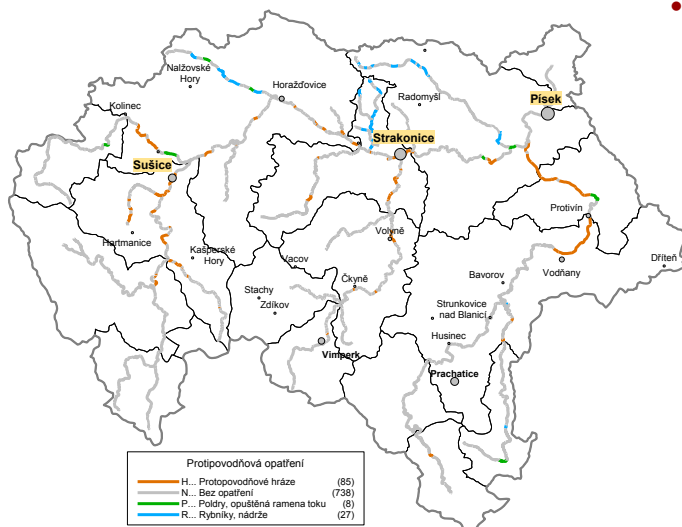 Nalžovské
Hory
Horažďovice
Radomyšl
Písek
Kolinec
Strakonice
Sušice
Protivín
Hartmanice
Kašperské
Hory
Volyně
Vacov
Dříteň
Vodňany
Čkyně
Bavorov
Stachy
Zdíkov
Strunkovice
nad Blanicí
Husinec
Vimperk
Prachatice
Protipovodňová opatření
H... Protopovodňové hráze (85)
N... Bez opatření (738)
P... Poldry, opuštěná ramena toku (8)
R... Rybníky, nádrže (27)